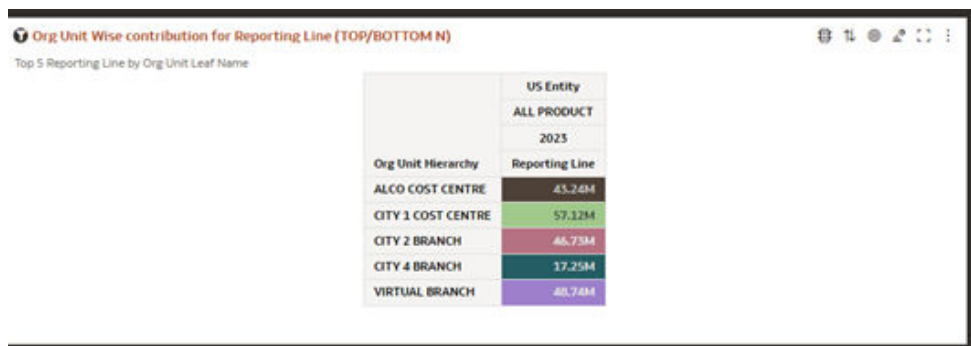 Org Unit Wise contribution for Reporting Line (TOP/BOTTOM N)
Top 5 Reporting Line by Org Unit Leaf Name
US Entity
ALL PRODUCT
2023
Org Unit Hierarchy Reporting Line
ALCO COST CENTRE 43.24M
CITY 1 COST CENTRE 57.12M
CITY 2 BRANCH 46.73M
CITY 4 BRANCH 17.25M
VIRTUAL BRANCH 48.74M